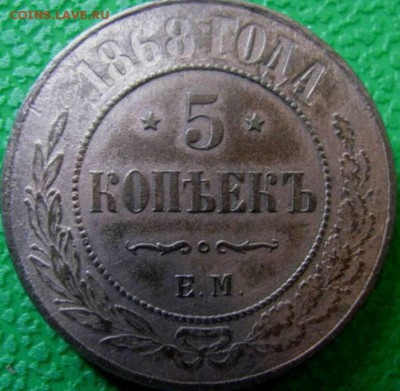 COINS.LAVE.RU
1868 ГОДА
5
КОПѢЕКЪ
Е.М.